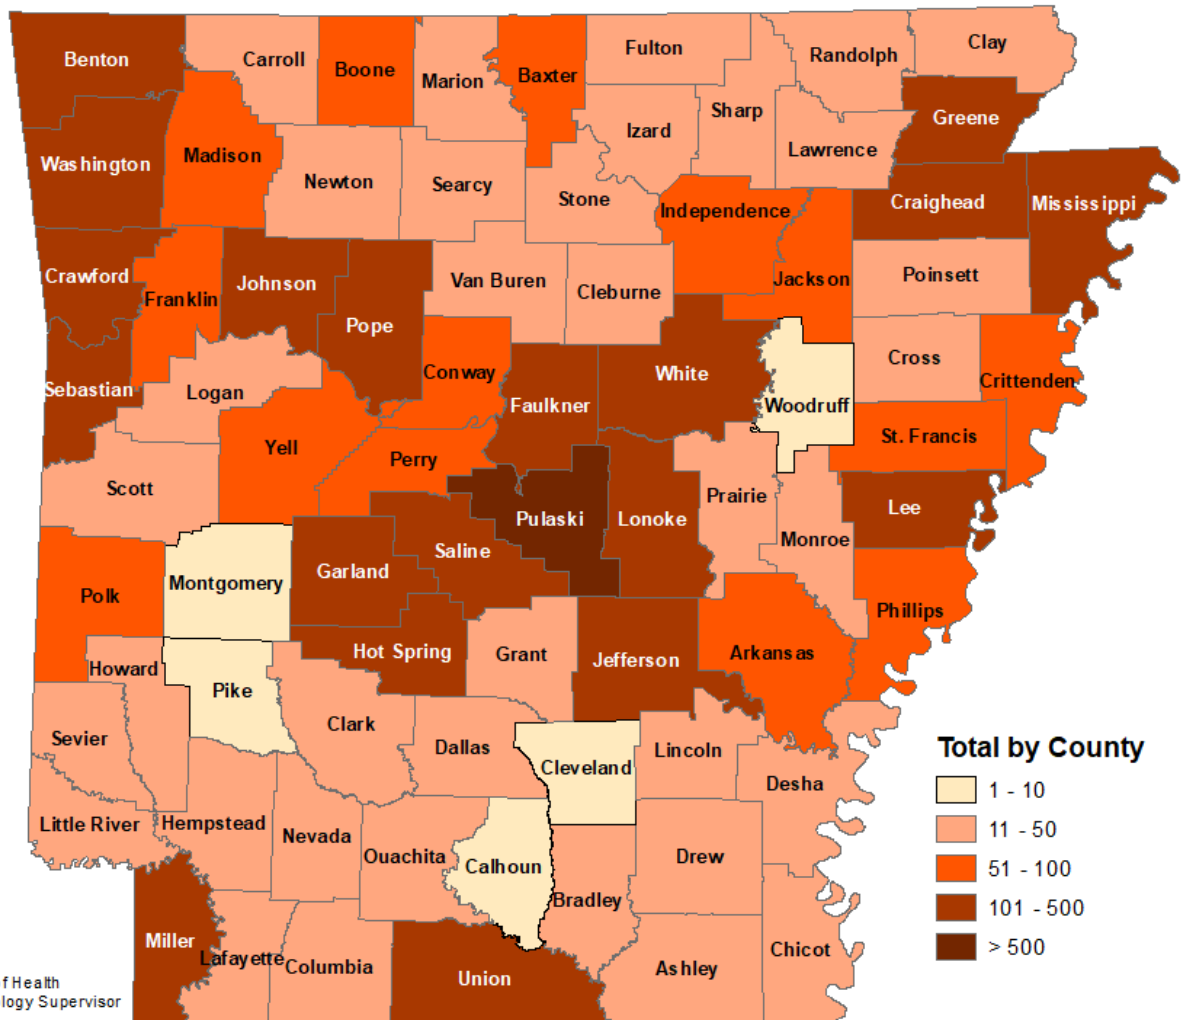 Benton
Carroll
Boone
Marion
Baxter
Fulton
Randolph
Clay
Sharp
Izard
Greene
Lawrence
Washington
Madison
Newton
Searcy
Stone
Independence
Craighead
Mississippi
Crawford
Franklin
Johnson
Pope
Van Buren
Cleburne
Jackson
Poinsett
Sebastian
Logan
Conway
Faulkner
White
Woodruff
Cross
Crittenden
Yell
Perry
St. Francis
Scott
Pulaski
Lonoke
Prairie
Monroe
Lee
Saline
Garland
Montgomery
Polk
Hot Spring
Grant
Jefferson
Arkansas
Phillips
Howard
Pike
Clark
Sevier
Dallas
Cleveland
Lincoln
Desha
Little River
Hempstead
Nevada
Ouachita
Calhoun
Bradley
Drew
Miller
Lafayette
Columbia
Union
Ashley
Chicot
Total by County
1 - 10
11 - 50
51 - 100
101 - 500
> 500
f Health
logy Supervisor